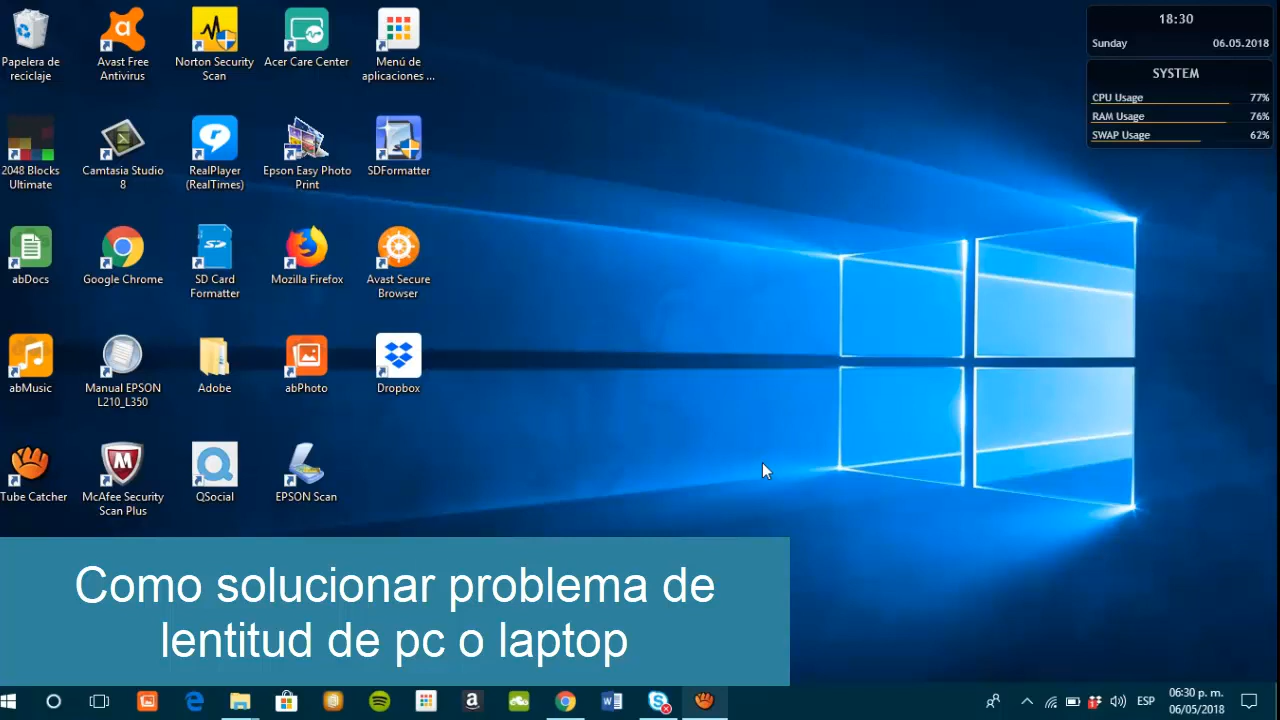 Papelera de
reciclaje
Avast Free
Antivirus
Norton Security
Scan
Acer Care Center
Menú de
aplicaciones ...
18:30
Sunday
06.05.2018
SYSTEM
CPU Usage
77%
RAM Usage
76%
SWAP Usage
62%
2048 Blocks
Ultimate
Camtasia Studio
8
RealPlayer
(RealTimes)
Epson Easy Photo
Print
SDFormatter
abDocs
Google Chrome
SD Card
Formatter
Mozilla Firefox
Avast Secure
Browser
abMusic
Manual EPSON
L210_L350
Adobe
abPhoto
Dropbox
Tube Catcher
McAfee Security
Scan Plus
QSocial
EPSON Scan
Como solucionar problema de
lentitud de pc o laptop
ESP
06:30 p. m.
06/05/2018